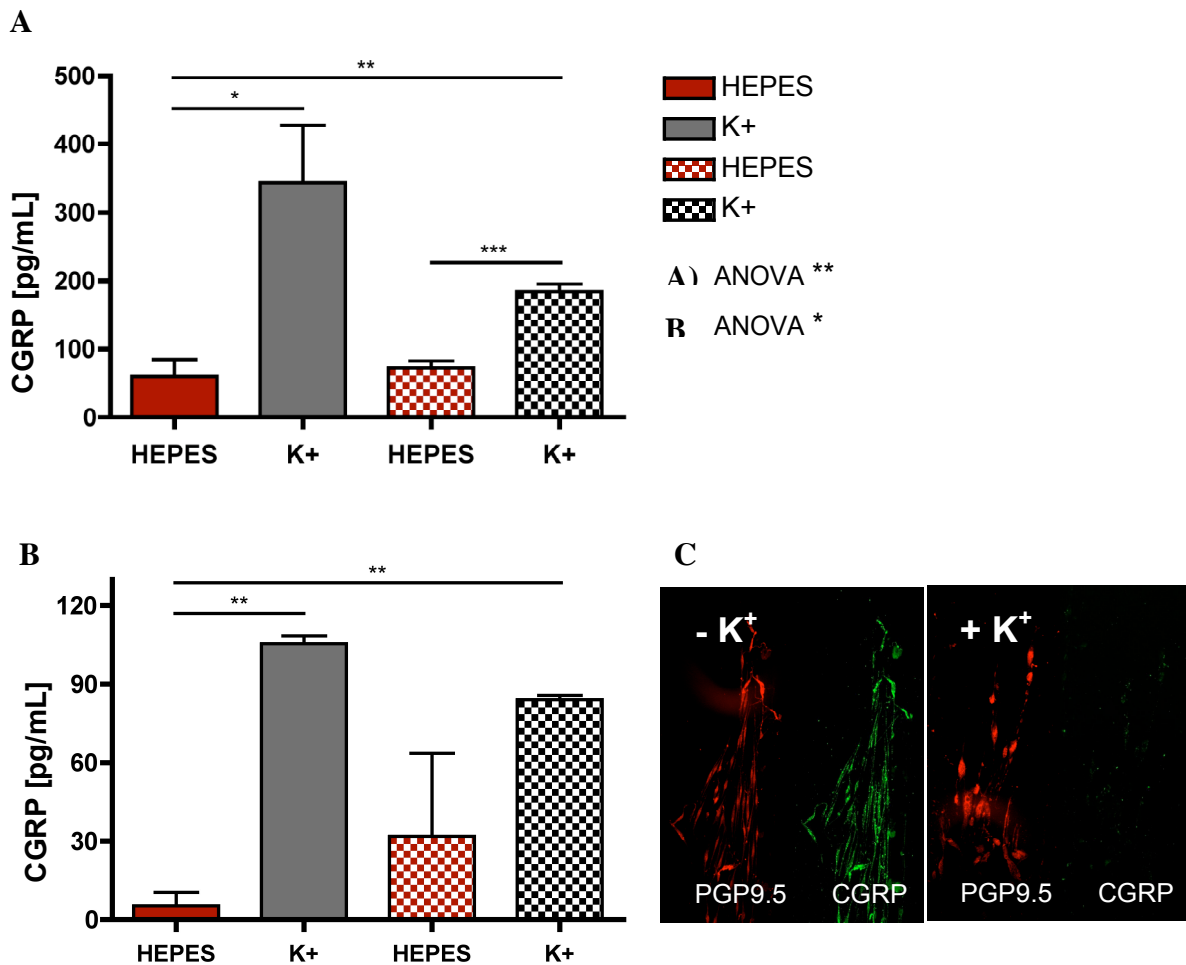 A
500
400
300
200
100
0
CGRP [pg/mL]
**
*
***
HEPES K+ HEPES K+
HEPES
K+
HEPES
K+
A) ANOVA **
B ANOVA *
B
120
90
60
30
0
CGRP [pg/mL]
**
**
HEPES K+ HEPES K+
C
- K⁺ + K⁺
PGP9.5 CGRP PGP9.5 CGRP